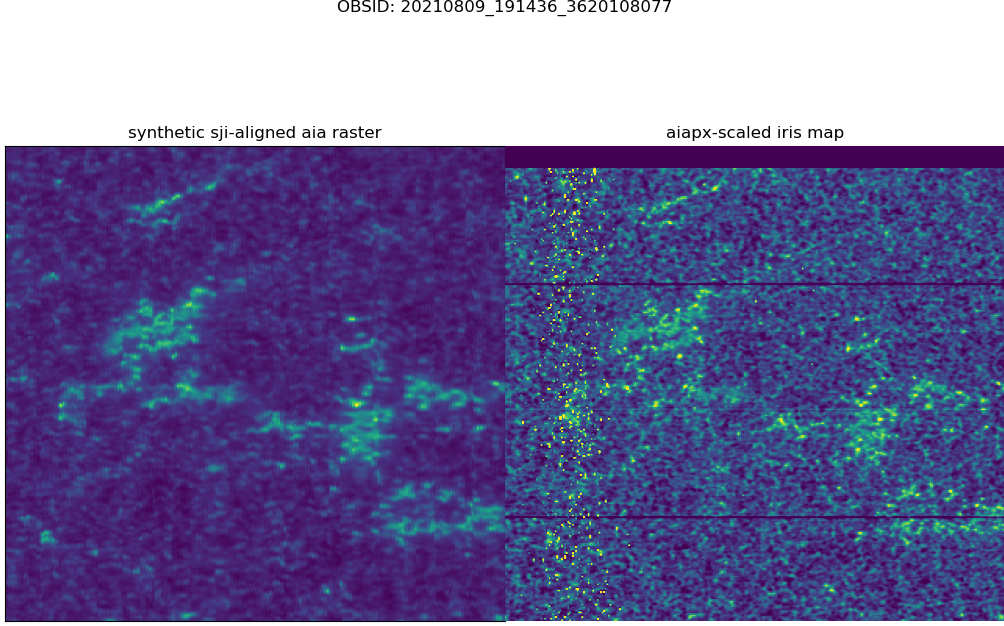 OBSID: 20210809_191436_3620108077
synthetic sji-aligned aia raster
aiapx-scaled iris map